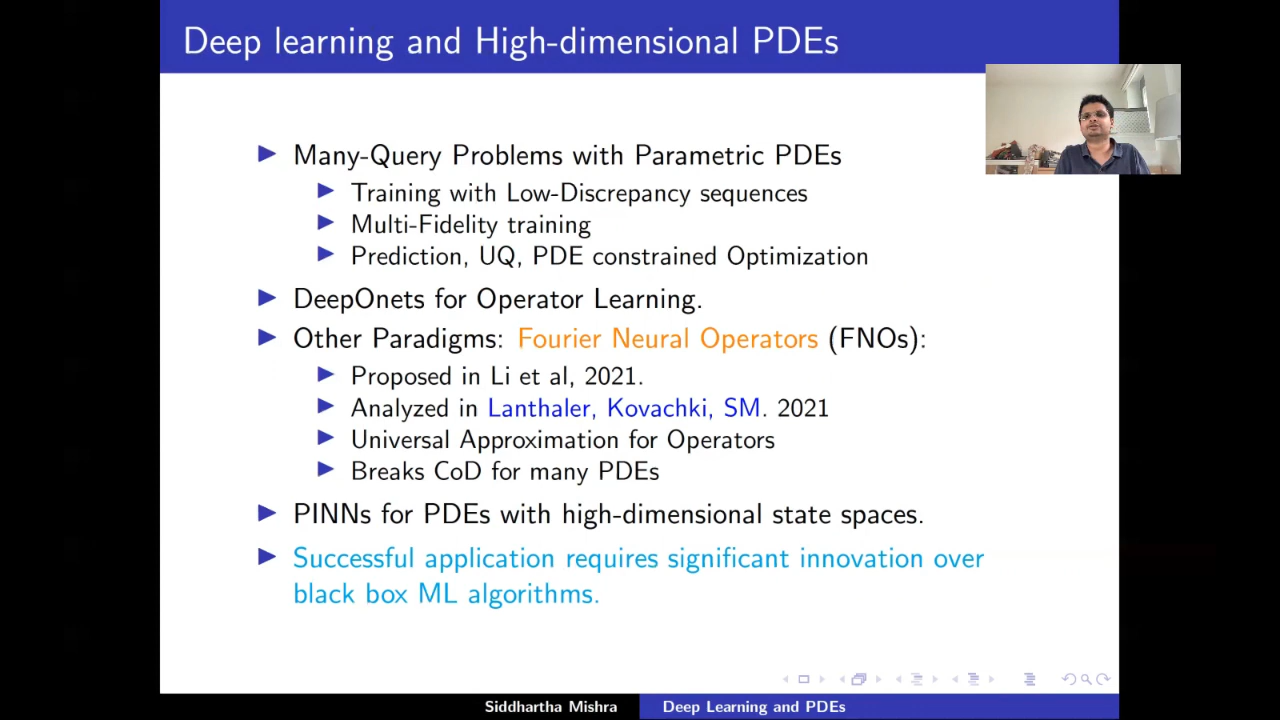 Deep learning and High-dimensional PDEs
Many-Query Problems with Parametric PDEs
Training with Low-Discrepancy sequences
Multi-Fidelity training
Prediction, UQ, PDE constrained Optimization
DeepOnets for Operator Learning.
Other Paradigms: Fourier Neural Operators (FNOs):
Proposed in Li et al, 2021.
Analyzed in Lanthaler, Kovachki, SM. 2021
Universal Approximation for Operators
Breaks CoD for many PDEs
PINNs for PDEs with high-dimensional state spaces.
Successful application requires significant innovation over
black box ML algorithms.
Siddhartha Mishra Deep Learning and PDEs